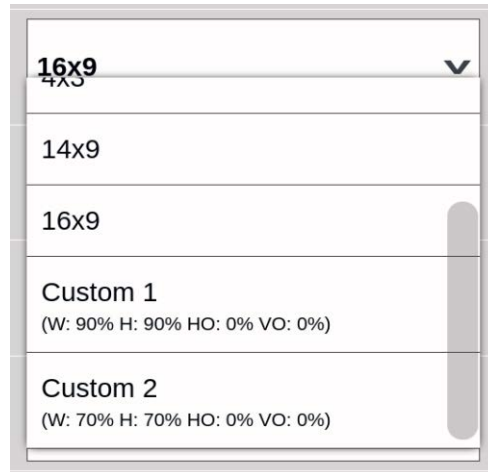 16x9
4x3
14x9
16x9
Custom 1
(W: 90% H: 90% HO: 0% VO: 0%)
Custom 2
(W: 70% H: 70% HO: 0% VO: 0%)